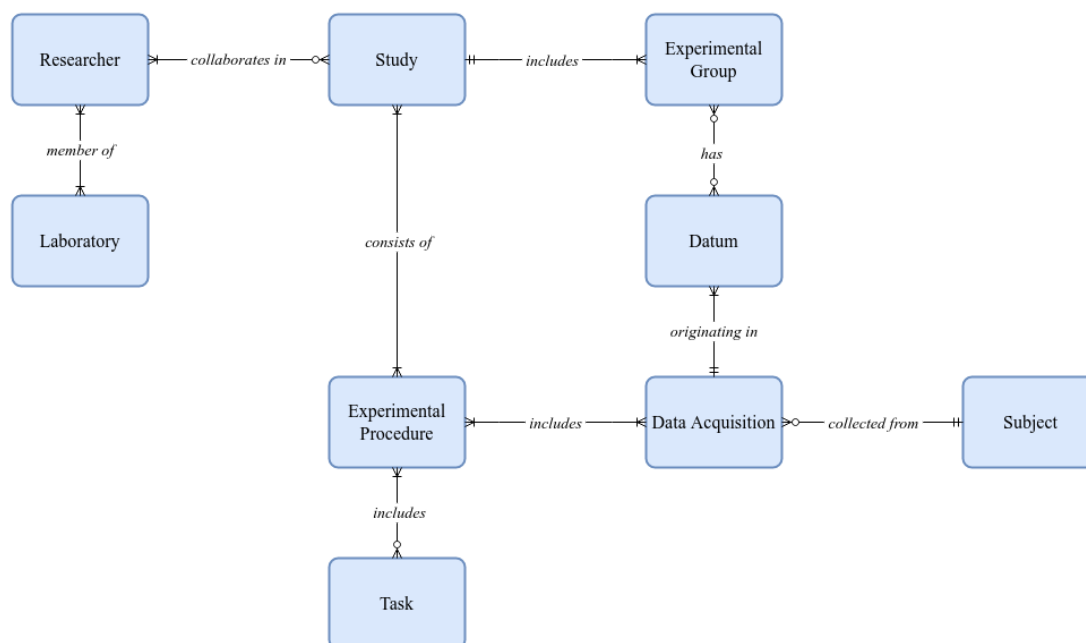 Researcher
collaborates in
Study
includes
Experimental
Group
member of
has
Laboratory
consists of
Datum
originating in
Experimental
Procedure
includes
Data Acquisition
collected from
Subject
includes
Task